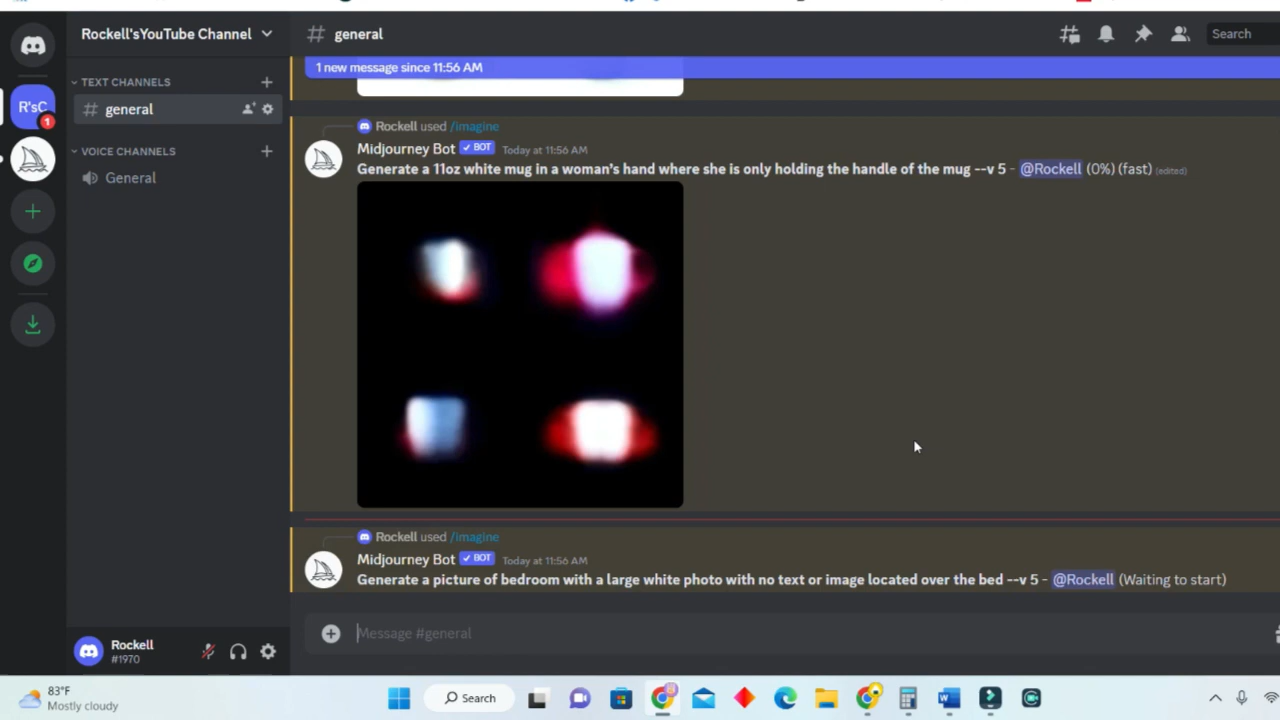 Rockell'sYouTube Channel
# general
Search
1 new message since 11:56 AM
TEXT CHANNELS
general
VOICE CHANNELS
General
R'sC
1
Rockell used /imagine
Midjourney Bot ✓ BOT Today at 11:56 AM
Generate a 11oz white mug in a woman's hand where she is only holding the handle of the mug --v 5 - @Rockell (0%) (fast) (edited)
Rockell used /imagine
Midjourney Bot ✓ BOT Today at 11:56 AM
Generate a picture of bedroom with a large white photo with no text or image located over the bed --v 5 - @Rockell (Waiting to start)
Message #general
Rockell
#1970
83°F
Mostly cloudy
Search